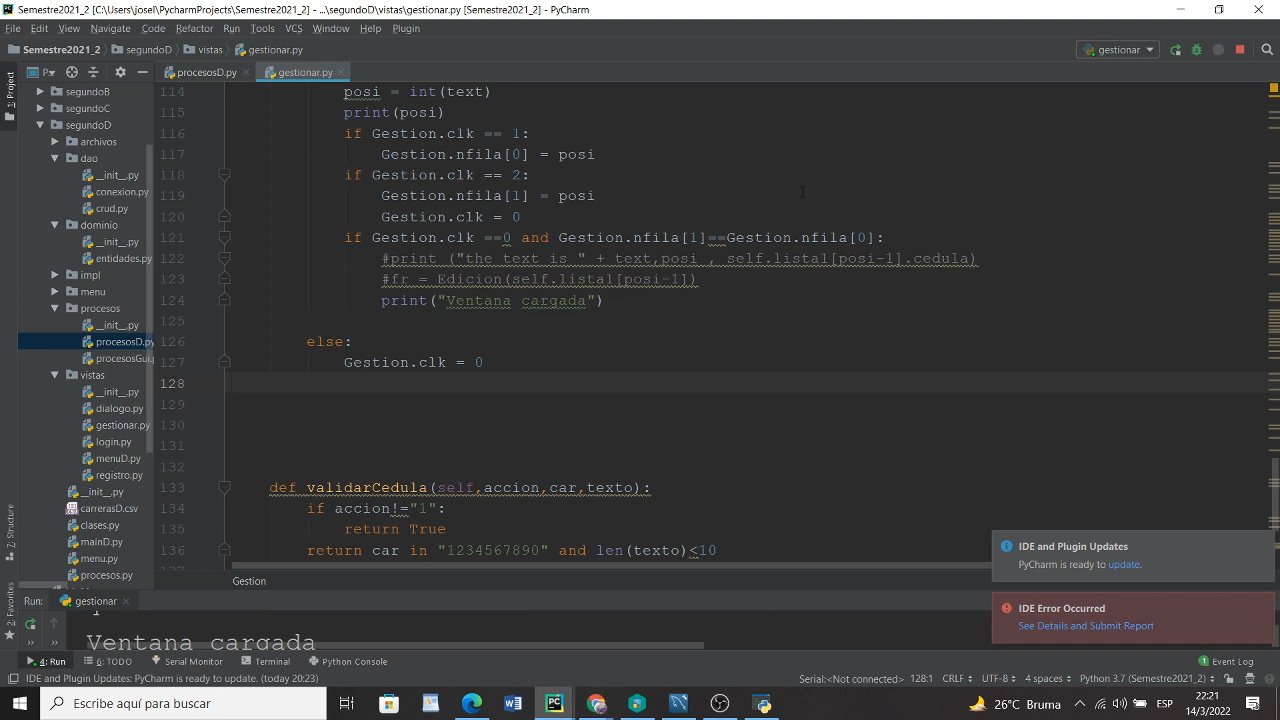 Semestre2021_2 [C:\Users\josel\PycharmProjects\Semestre2021_2] - ...\segundoD\vistas\gestionar.py [Semestre2021_2] - PyCharm
File Edit View Navigate Code Refactor Run Tools VCS Window Help Plugin
Semestre2021_2 segundoD vistas gestionar.py gestionar
1: Project
P
procesosD.py gestionar.py
segundoB
segundoC
segundoD
archivos
dao
__init__.py
conexion.py
crud.py
dominio
__init__.py
entidades.py
impl
menu
procesos
__init__.py
procesosD.py
procesosGui.
vistas
__init__.py
dialogo.py
gestionar.py
login.py
menuD.py
registro.py
__init__.py
carrerasD.csv
clases.py
mainD.py
menu.py
procesos.py
114 posi = int(text)
115 print(posi)
116 if Gestion.clk == 1:
117 Gestion.nfila[0] = posi
118 if Gestion.clk == 2:
119 Gestion.nfila[1] = posi
120 Gestion.clk = 0
121 if Gestion.clk ==0 and Gestion.nfila[1]==Gestion.nfila[0]:
122 #print ("the text is " + text,posi , self.lista1[posi-1].cedula)
123 #fr = Edicion(self.lista1[posi-1])
124 print("Ventana cargada")
125
126 else:
127 Gestion.clk = 0
128
129
130
131
132
133 def validarCedula(self,accion,car,texto):
134 if accion!="1":
135 return True
136 return car in "1234567890" and len(texto)<10
Gestion
7: Structure
2: Favorites
IDE and Plugin Updates
PyCharm is ready to update.
IDE Error Occurred
See Details and Submit Report
Run: gestionar
Ventana cargada
4: Run 6: TODO Serial Monitor Terminal Python Console 1 Event Log
IDE and Plugin Updates: PyCharm is ready to update. (today 20:23) Serial:<Not connected> 128:1 CRLF UTF-8 4 spaces Python 3.7 (Semestre2021_2)
Escribe aquí para buscar
26°C Bruma ESP
22:21
14/3/2022
3